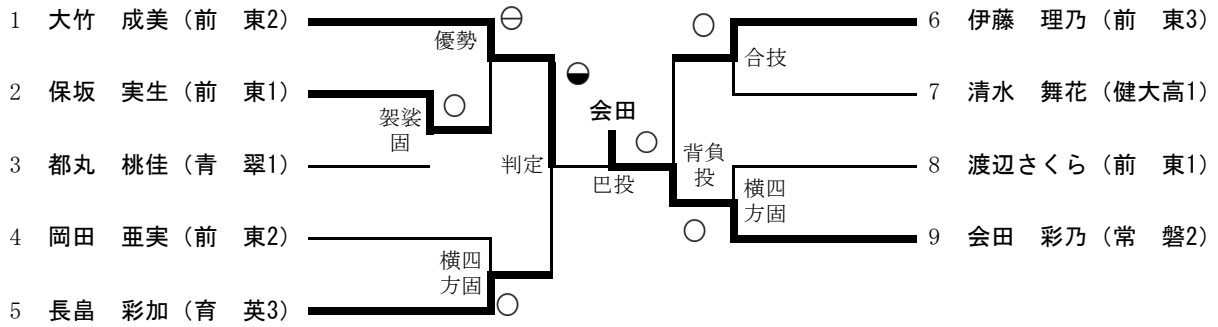 1 大竹 成美（前 東2）
優勢
2 保坂 実生（前 東1）
袈裟
固
3 都丸 桃佳（青 翠1）
判定
4 岡田 亜実（前 東2）
横四
方固
5 長畠 彩加（育 英3）
会田
巴投
6 伊藤 理乃（前 東3）
合技
7 清水 舞花（健大高1）
背負
投
8 渡辺さくら（前 東1）
横四
方固
9 会田 彩乃（常 磐2）